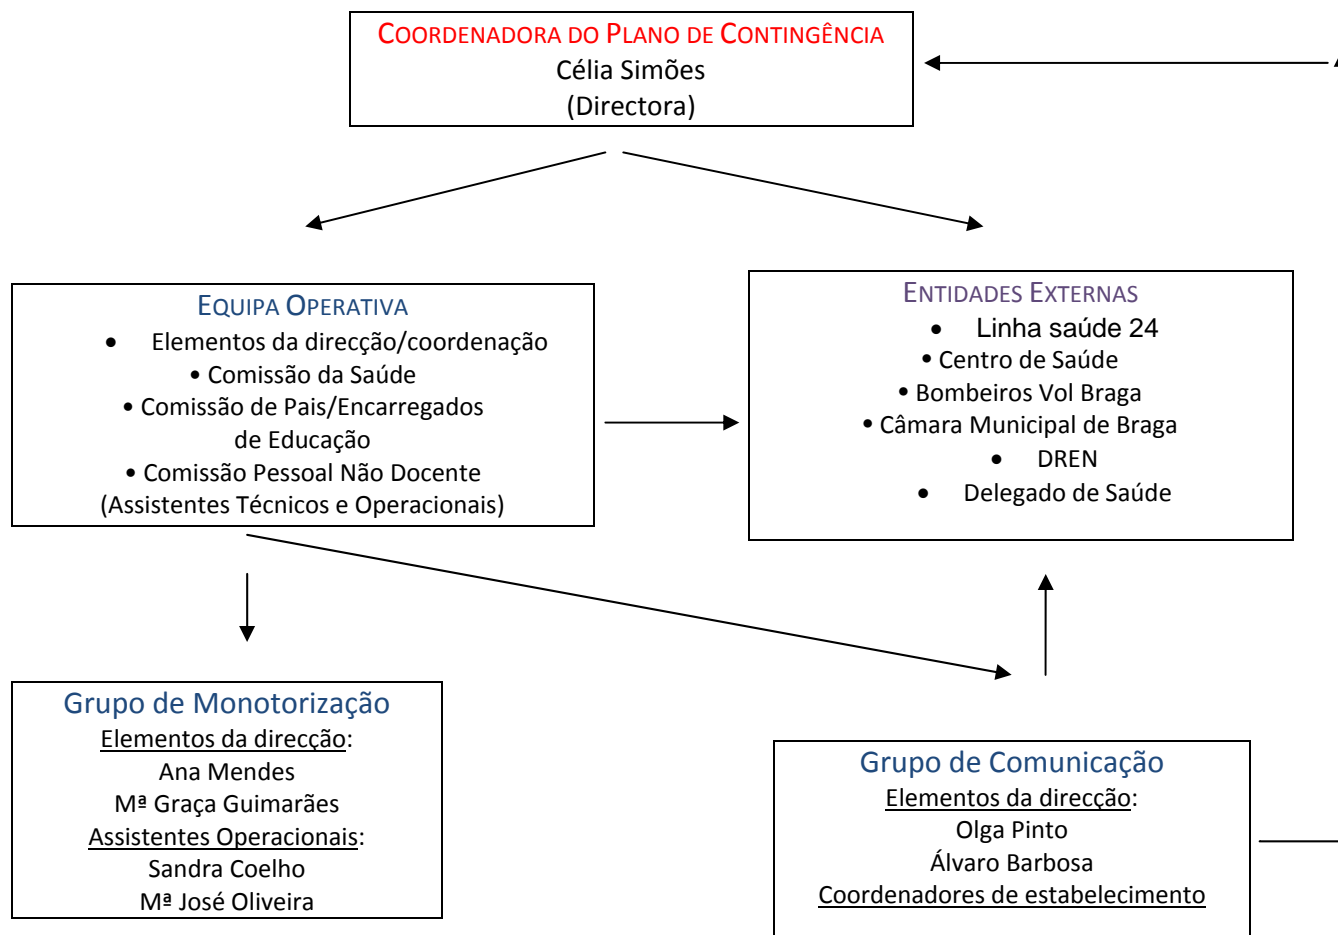 COORDENADORA DO PLANO DE CONTINGÊNCIA
Célia Simões
(Directora)
EQUIPA OPERATIVA
• Elementos da direcção/coordenação
• Comissão da Saúde
• Comissão de Pais/Encarregados
de Educação
• Comissão Pessoal Não Docente
(Assistentes Técnicos e Operacionais)
ENTIDADES EXTERNAS
• Linha saúde 24
• Centro de Saúde
• Bombeiros Vol Braga
• Câmara Municipal de Braga
• DREN
• Delegado de Saúde
Grupo de Monotorização
Elementos da direcção:
Ana Mendes
Mª Graça Guimarães
Assistentes Operacionais:
Sandra Coelho
Mª José Oliveira
Grupo de Comunicação
Elementos da direcção:
Olga Pinto
Álvaro Barbosa
Coordenadores de estabelecimento